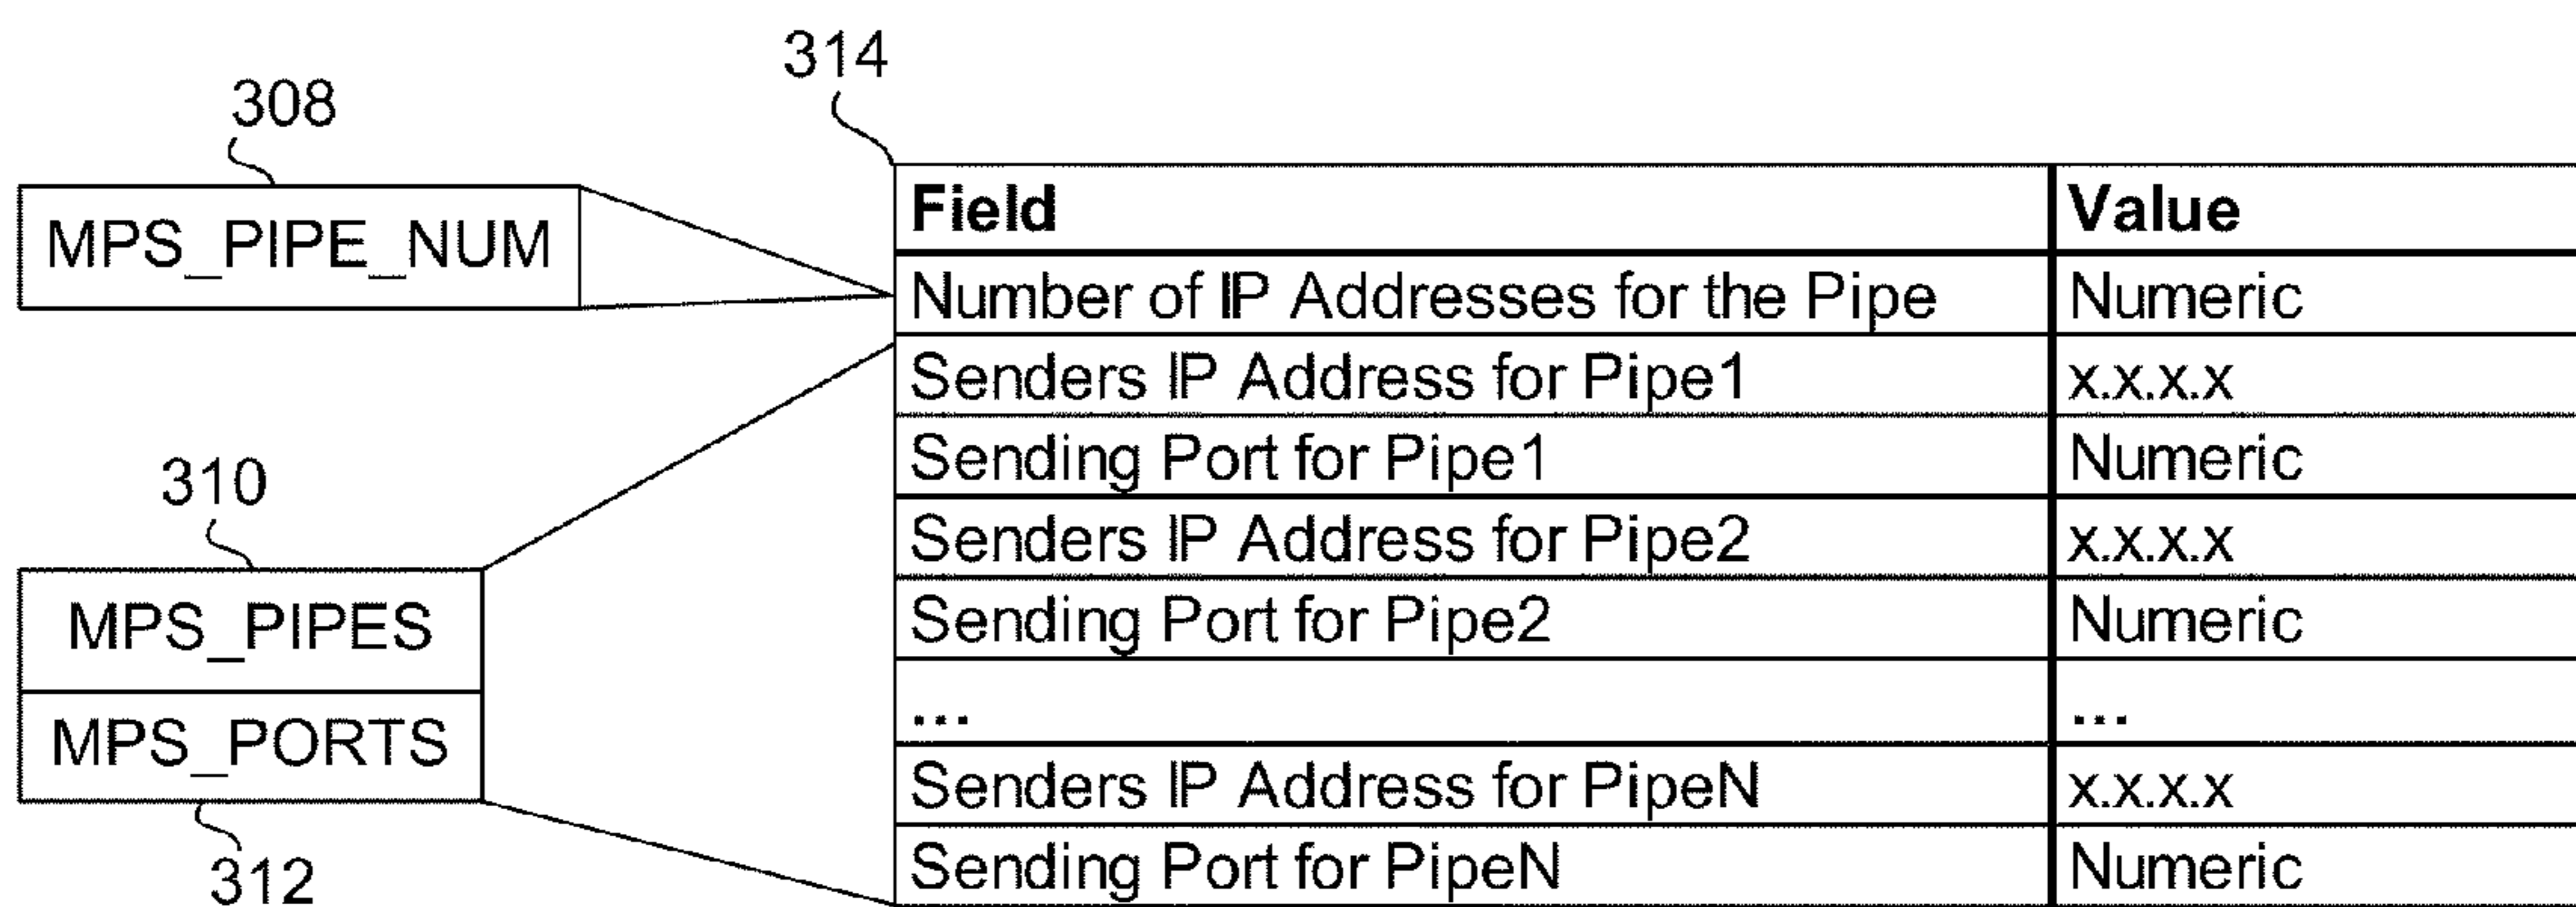 314
308
MPS_PIPE_NUM
Field Value
Number of IP Addresses for the Pipe Numeric
Senders IP Address for Pipe1 x.x.x.x
Sending Port for Pipe1 Numeric
310
Senders IP Address for Pipe2 x.x.x.x
MPS_PIPES
Sending Port for Pipe2 Numeric
... ...
MPS_PORTS
Senders IP Address for PipeN x.x.x.x
312
Sending Port for PipeN Numeric